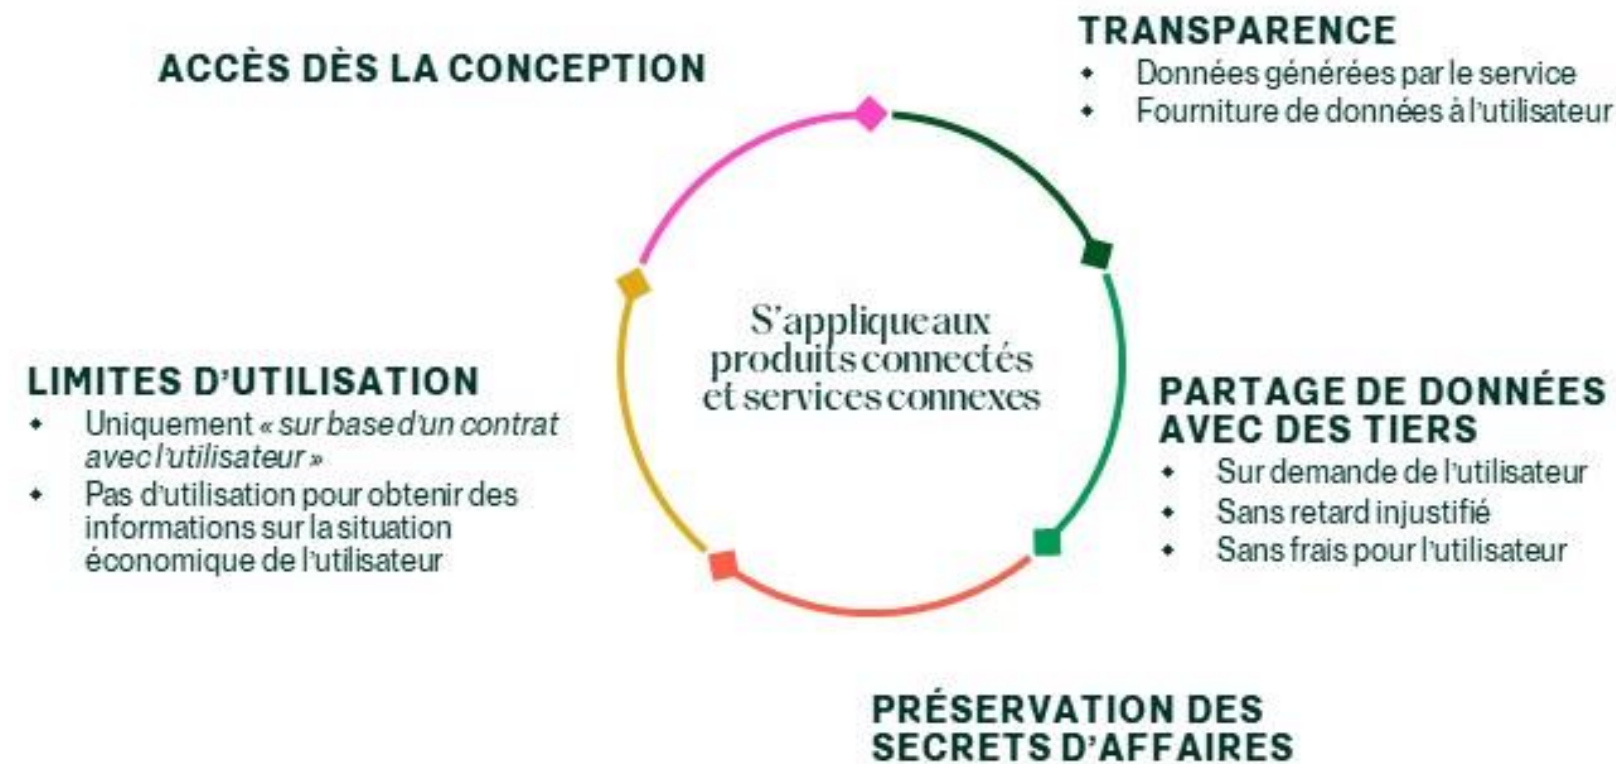 ACCÈS DÈS LA CONCEPTION
TRANSPARENCE
Données générées par le service
Fourniture de données à l'utilisateur
S'applique aux
produits connectés
et services connexes
PARTAGE DE DONNÉES
AVEC DES TIERS
Sur demande de l'utilisateur
Sans retard injustifié
Sans frais pour l'utilisateur
PRÉSERVATION DES
SECRETS D'AFFAIRES
LIMITES D'UTILISATION
Uniquement « sur base d'un contrat
avec l'utilisateur »
Pas d'utilisation pour obtenir des
informations sur la situation
économique de l'utilisateur